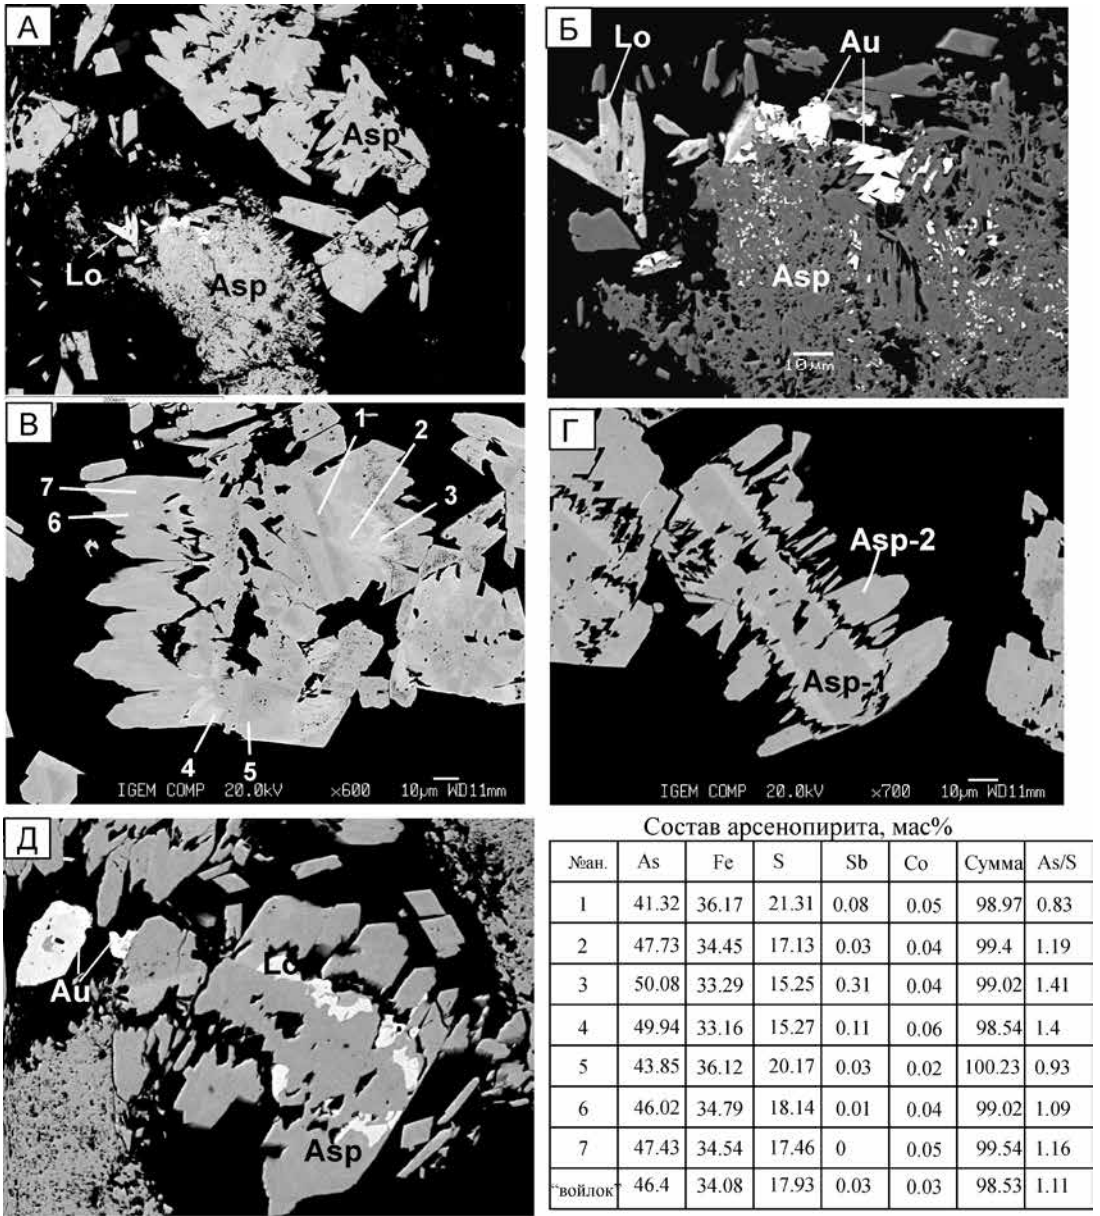 А
Asp
Lo
Asp
Б
Lo
Au
Asp
10 µm
В
1
2
3
7
6
4
5
IGEM COMP 20.0kV ×600 10µm WD11mm
Г
Asp-2
Asp-1
IGEM COMP 20.0kV ×700 10µm WD11mm
Д
Au
Lo
Asp
Состав арсенопирита, мас%
№ан. As Fe S Sb Co Сумма As/S
1 41.32 36.17 21.31 0.08 0.05 98.97 0.83
2 47.73 34.45 17.13 0.03 0.04 99.4 1.19
3 50.08 33.29 15.25 0.31 0.04 99.02 1.41
4 49.94 33.16 15.27 0.11 0.06 98.54 1.4
5 43.85 36.12 20.17 0.03 0.02 100.23 0.93
6 46.02 34.79 18.14 0.01 0.04 99.02 1.09
7 47.43 34.54 17.46 0 0.05 99.54 1.16
“войлок” 46.4 34.08 17.93 0.03 0.03 98.53 1.11